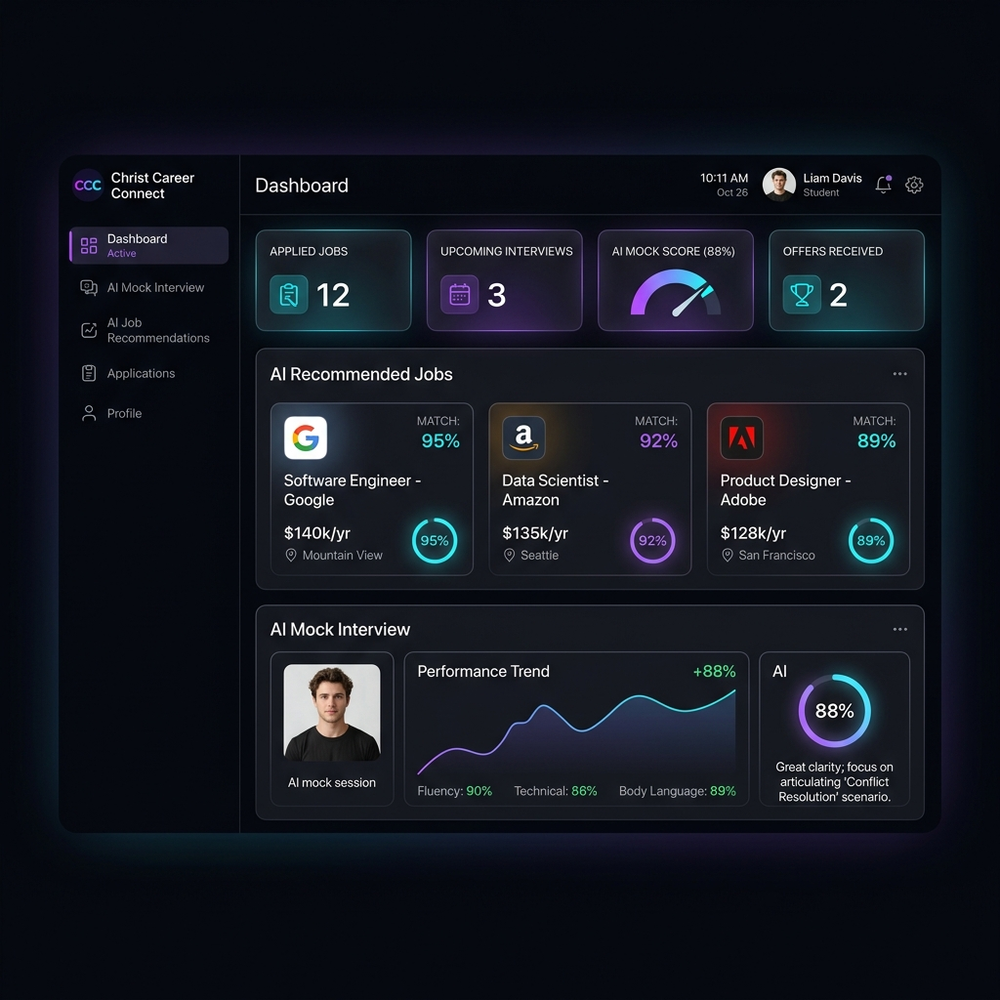 CCC
Christ Career
Connect
Dashboard
Active
AI Mock Interview
AI Job
Recommendations
Applications
Profile
Dashboard
10:11 AM
Oct 26
Liam Davis
Student
APPLIED JOBS
12
UPCOMING INTERVIEWS
3
AI MOCK SCORE (88%)
OFFERS RECEIVED
2
AI Recommended Jobs
MATCH:
95%
Software Engineer -
Google
$140k/yr
Mountain View
95%
a
MATCH:
92%
Data Scientist -
Amazon
$135k/yr
Seattle
92%
MATCH:
89%
Product Designer -
Adobe
$128k/yr
San Francisco
89%
AI Mock Interview
AI mock session
Performance Trend
+88%
Fluency: 90%
Technical: 86%
Body Language: 89%
AI
88%
Great clarity; focus on
articulating 'Conflict
Resolution' scenario.